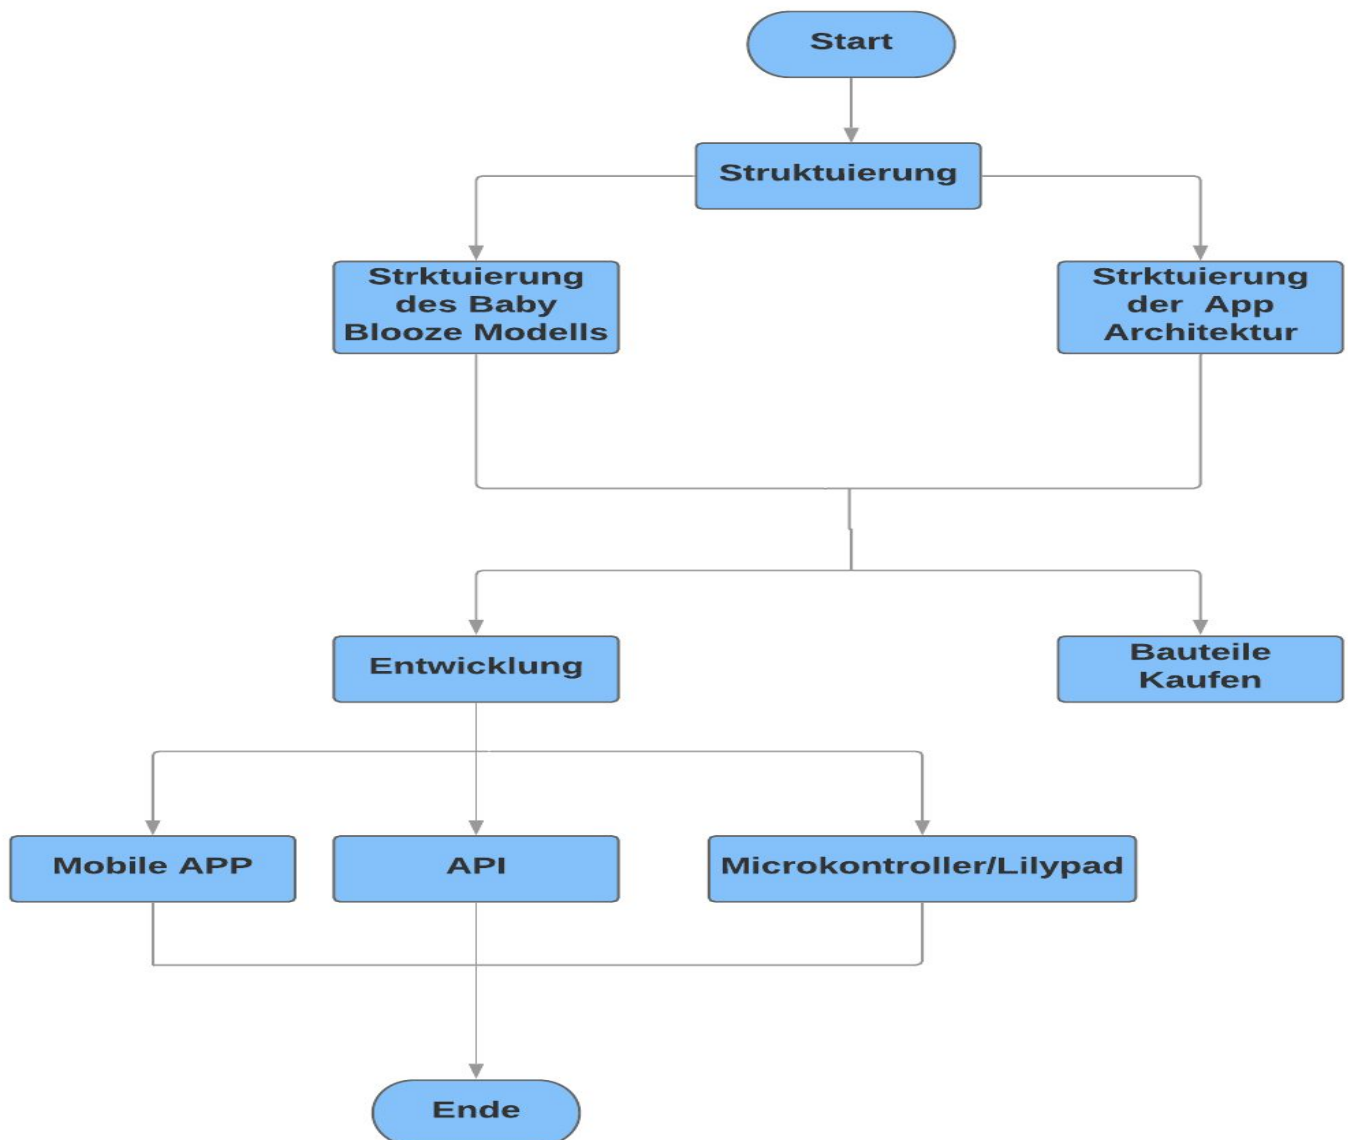 Start
Struktuierung
Strktuierung
des Baby
Blooze Modells
Strktuierung
der App
Architektur
Entwicklung
Bauteile
Kaufen
Mobile APP
API
Microkontroller/Lilypad
Ende